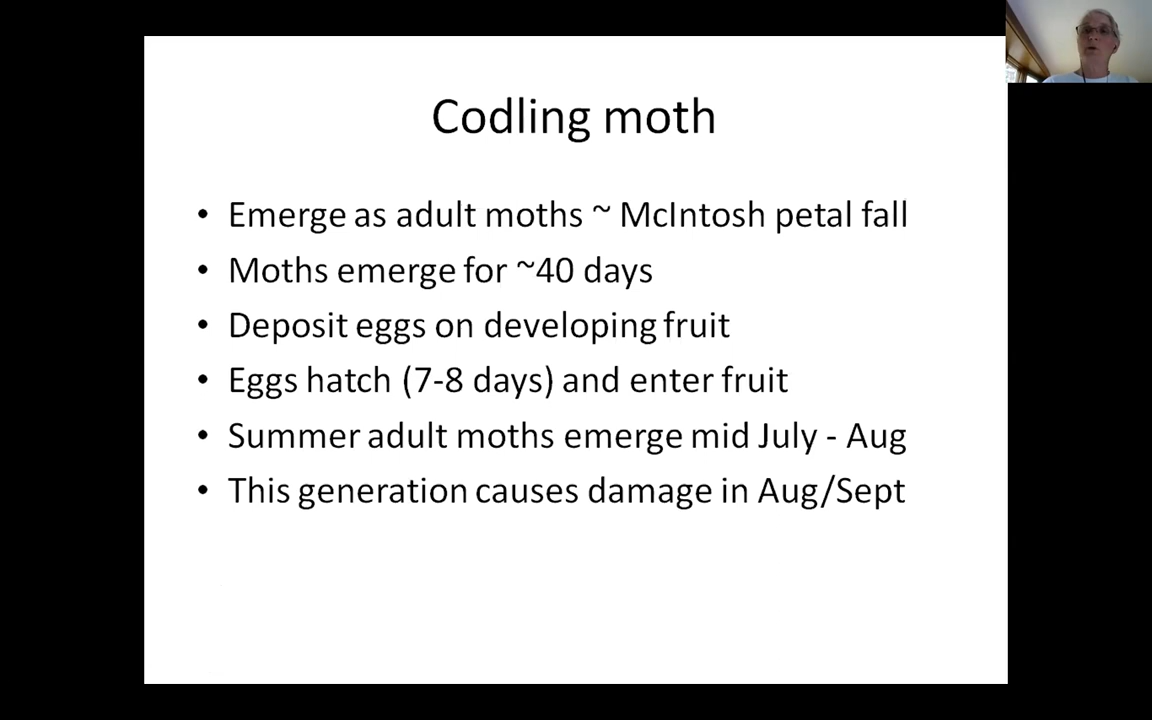 Codling moth
• Emerge as adult moths ~ McIntosh petal fall
• Moths emerge for ~40 days
• Deposit eggs on developing fruit
• Eggs hatch (7-8 days) and enter fruit
• Summer adult moths emerge mid July - Aug
• This generation causes damage in Aug/Sept